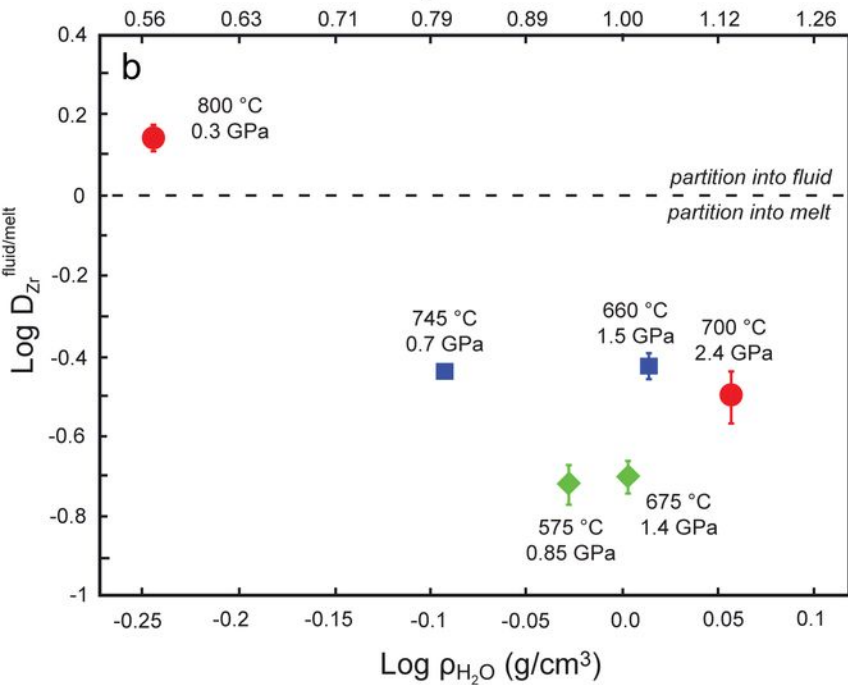 0.56 0.63 0.71 0.79 0.89 1.00 1.12 1.26
b
0.4
0.2
0
-0.2
-0.4
-0.6
-0.8
-1
Log D_Zr^fluid/melt
800 °C
0.3 GPa
partition into fluid
partition into melt
745 °C
0.7 GPa
660 °C
1.5 GPa
700 °C
2.4 GPa
575 °C
0.85 GPa
675 °C
1.4 GPa
-0.25 -0.2 -0.15 -0.1 -0.05 0.0 0.05 0.1
Log ρH₂O (g/cm³)